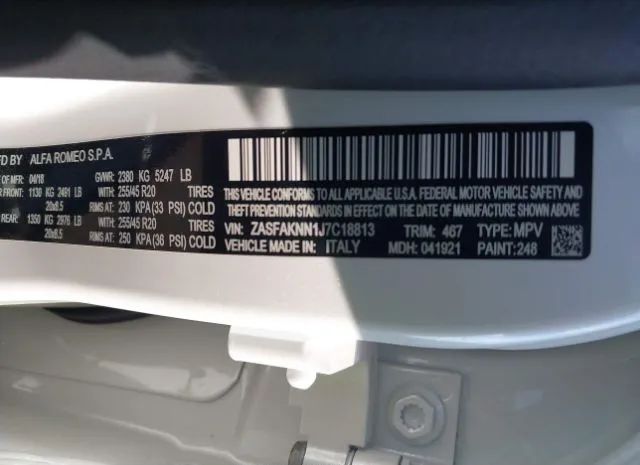 MFD BY ALFA ROMEO S.P.A.
OF MFR: 04/18 GVWR: 2380 KG 5247 LB
FRONT: 1130 KG 2491 LB WITH: 255/45 R20 TIRES
20x8.5 RIMS AT: 230 KPA (33 PSI) COLD
REAR: 1350 KG 2976 LB WITH: 255/45 R20 TIRES
20x8.5 RIMS AT: 250 KPA (36 PSI) COLD
THIS VEHICLE CONFORMS TO ALL APPLICABLE U.S.A. FEDERAL MOTOR VEHICLE SAFETY AND
THEFT PREVENTION STANDARDS IN EFFECT ON THE DATE OF MANUFACTURE SHOWN ABOVE
VIN: ZASFAKNN1J7C18813 TRIM: 467 TYPE: MPV
VEHICLE MADE IN: ITALY MDH: 041921 PAINT: 248